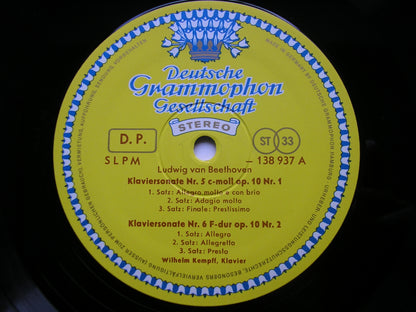 Deutsche
Grammophon
Gesellschaft
STEREO
D. P.
ST 33
SLPM
138 937 A
Ludwig van Beethoven
Klaviersonate Nr. 5 c-moll op. 10 Nr. 1
1. Satz: Allegro molto e con brio
2. Satz: Adagio molto
3. Satz: Finale: Prestissimo
Klaviersonate Nr. 6 F-dur op. 10 Nr. 2
1. Satz: Allegro
2. Satz: Allegretto
3. Satz: Presto
Wilhelm Kempff, Klavier